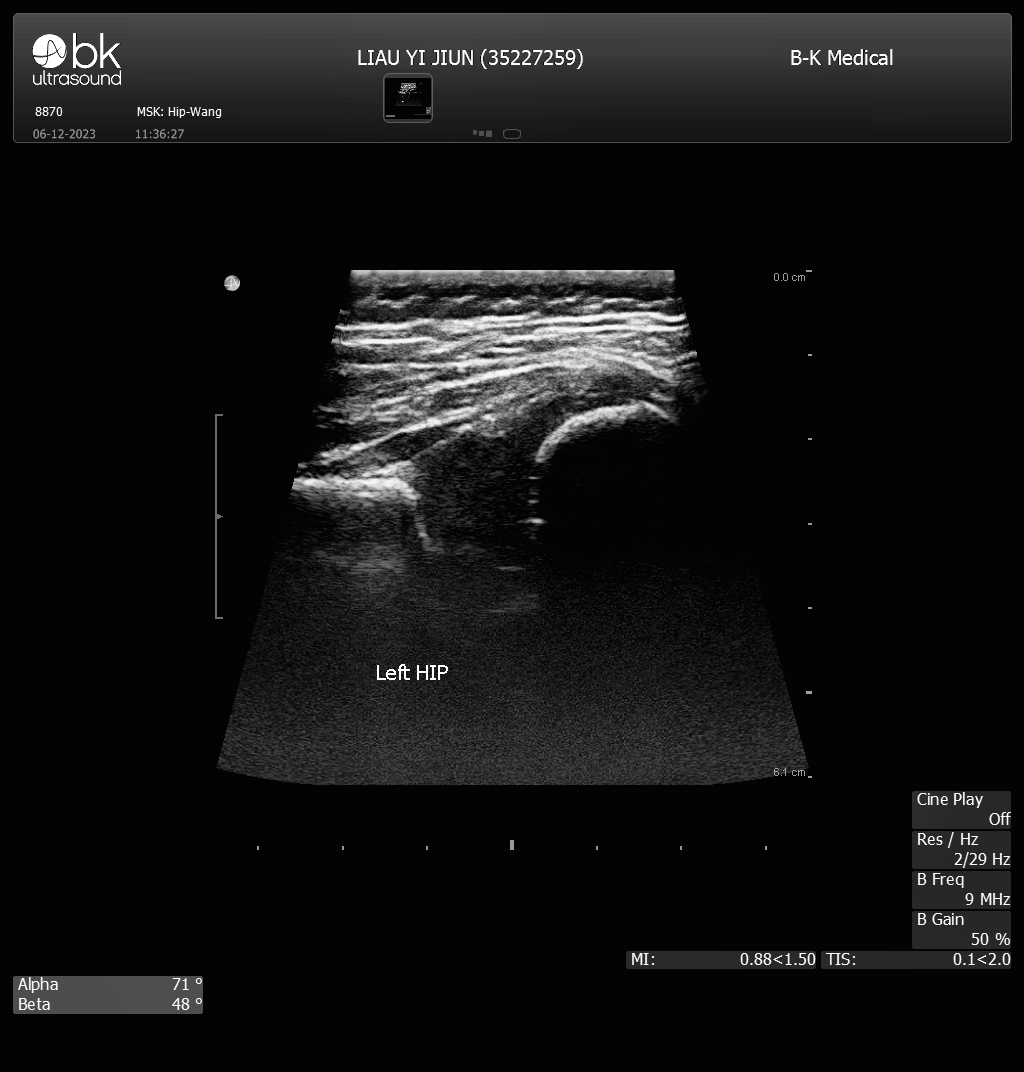 bk
ultrasound
LIAU YI JIUN (35227259)
B-K Medical
8870
MSK: Hip-Wang
06-12-2023
11:36:27
0.0 cm
Left HIP
6.1 cm
Cine Play
Off
Res / Hz
2/29 Hz
B Freq
9 MHz
B Gain
50 %
MI: 0.88<1.50
TIS: 0.1<2.0
Alpha 71 °
Beta 48 °